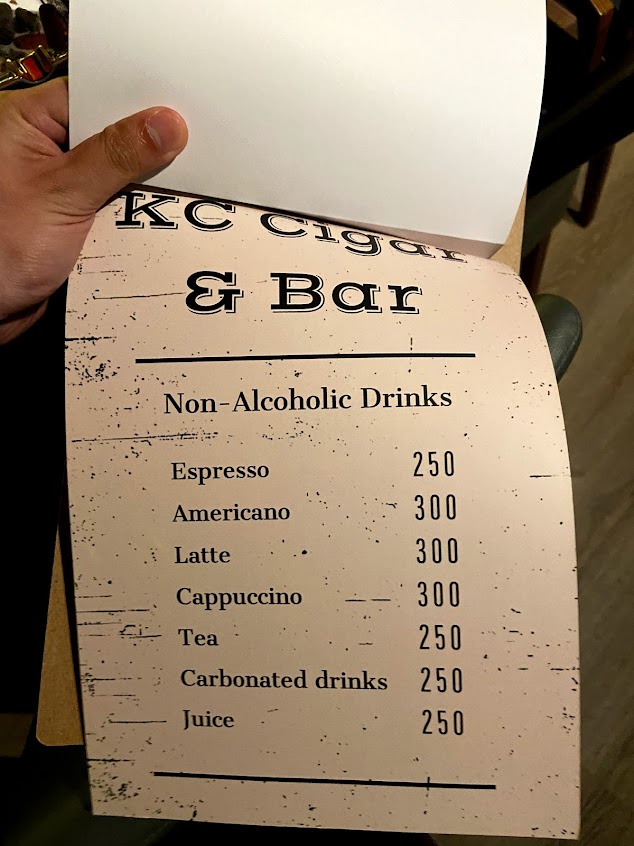 KC Cigar
& Bar
Non-Alcoholic Drinks
Espresso 250
Americano 300
Latte 300
Cappuccino 300
Tea 250
Carbonated drinks 250
Juice 250